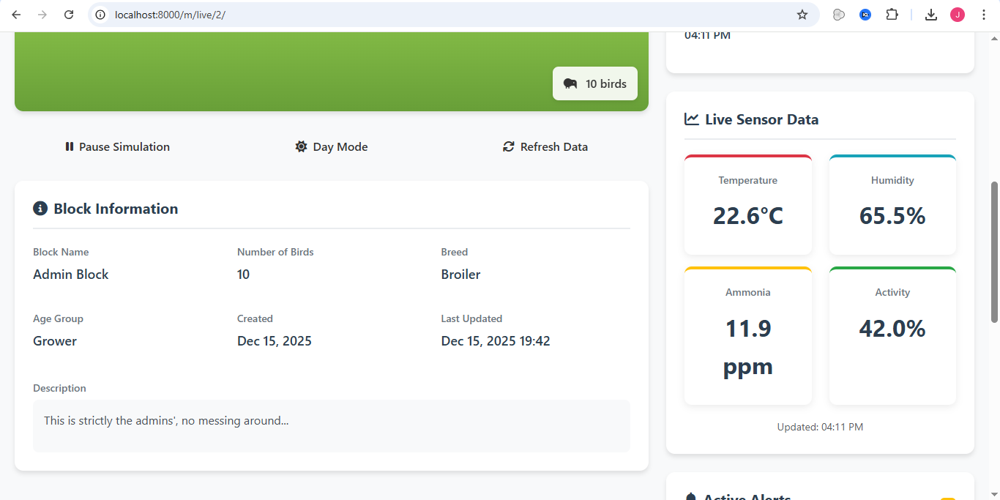 localhost:8000/m/live/2/
J
04:11 PM
10 birds
Pause Simulation
Day Mode
Refresh Data
Block Information
Block Name
Number of Birds
Breed
Admin Block
10
Broiler
Age Group
Created
Last Updated
Grower
Dec 15, 2025
Dec 15, 2025 19:42
Description
This is strictly the admins', no messing around...
Live Sensor Data
Temperature
22.6°C
Humidity
65.5%
Ammonia
11.9
ppm
Activity
42.0%
Updated: 04:11 PM
Active Alerts